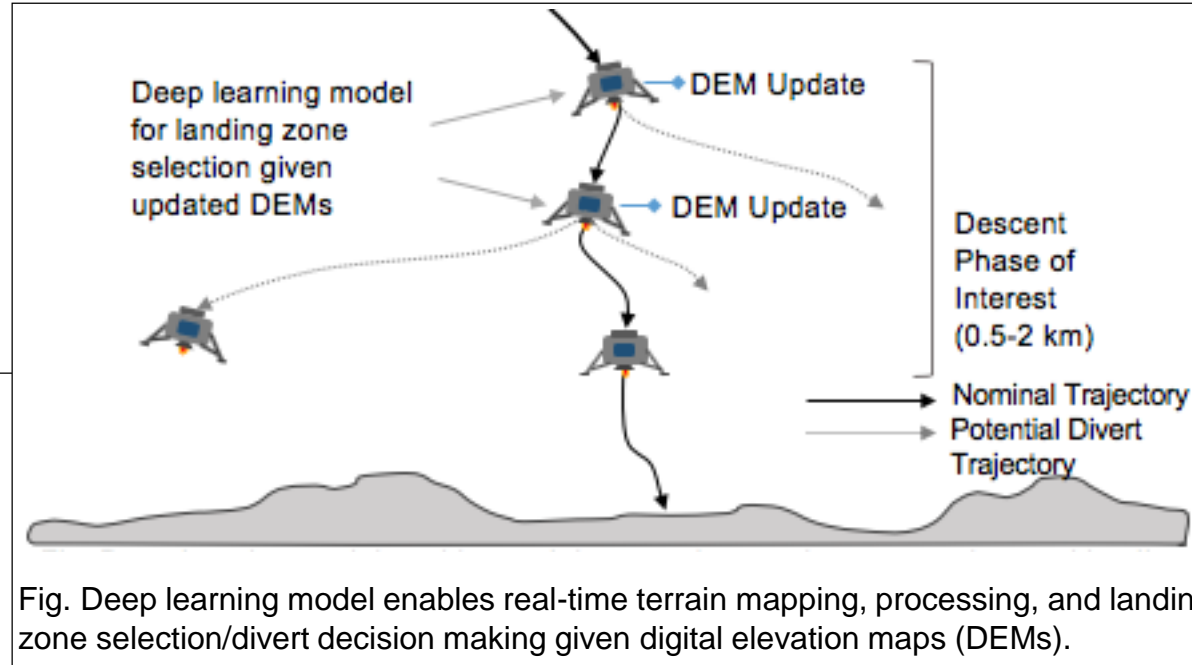 Deep learning model
for landing zone
selection given
updated DEMs
DEM Update
DEM Update
Descent
Phase of
Interest
(0.5-2 km)
Nominal Trajectory
Potential Divert
Trajectory
Fig. Deep learning model enables real-time terrain mapping, processing, and landin
zone selection/divert decision making given digital elevation maps (DEMs).